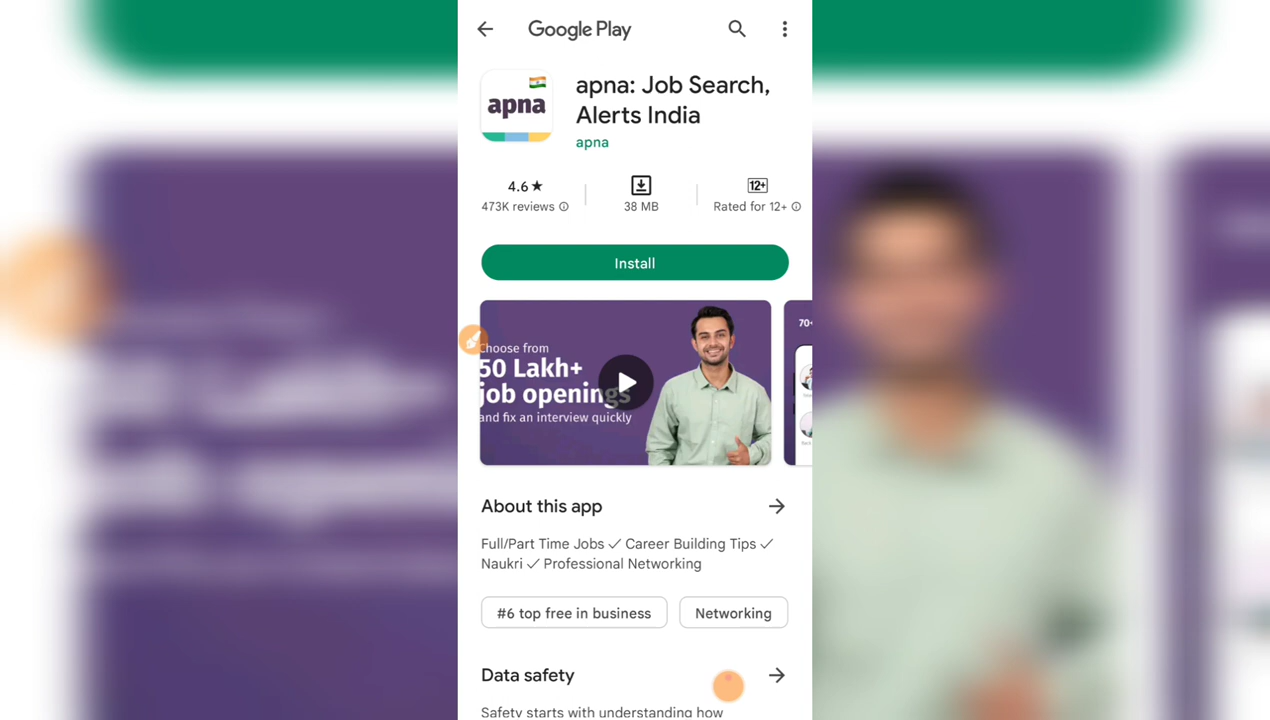 Google Play
apna
apna: Job Search,
Alerts India
apna
4.6★
473K reviews
38 MB
12+
Rated for 12+
Install
Choose from
50 Lakh+
job openings
and fix an interview quickly
70+
About this app
Full/Part Time Jobs ✓ Career Building Tips ✓
Naukri ✓ Professional Networking
#6 top free in business
Networking
Data safety
Safety starts with understanding how